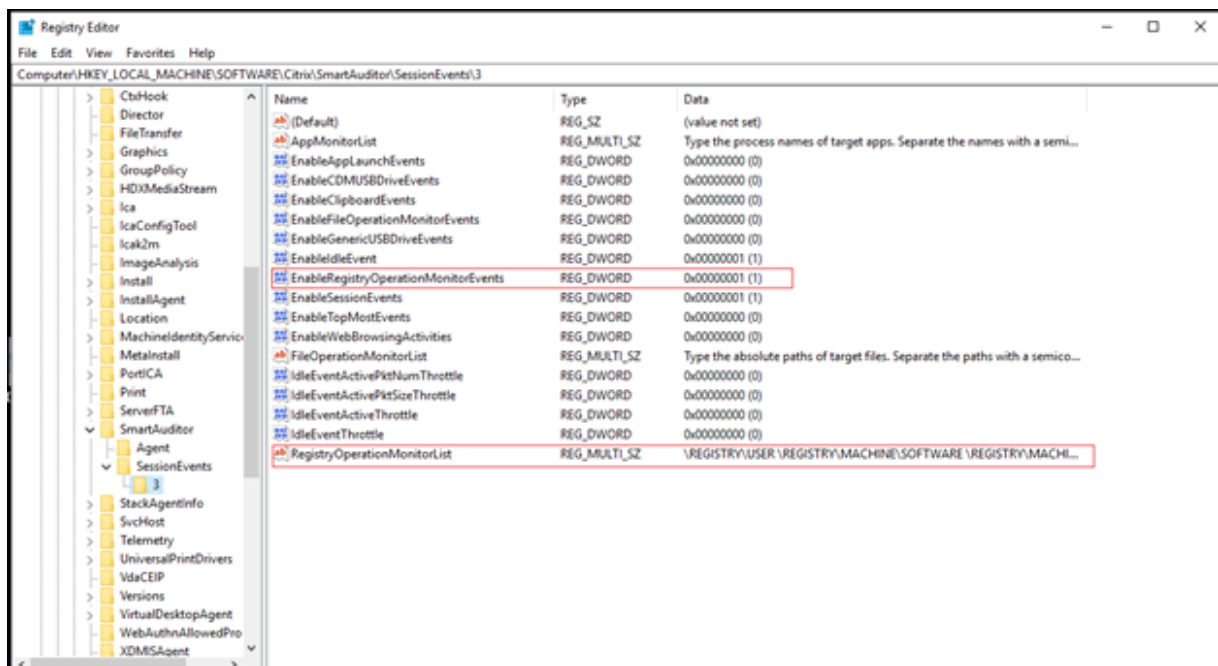 Registry Editor
File Edit View Favorites Help
Computer\HKEY_LOCAL_MACHINE\SOFTWARE\Citrix\SmartAuditor\SessionEvents\3
CtxHook
Director
FileTransfer
Graphics
GroupPolicy
HDXMediaStream
Ica
IcaConfigTool
Icak2m
ImageAnalysis
Install
InstallAgent
Location
MachineIdentityServic
MetaInstall
PortICA
Print
ServerFTA
SmartAuditor
Agent
SessionEvents
3
StackAgentInfo
SvcHost
Telemetry
UniversalPrintDrivers
VdaCEIP
Versions
VirtualDesktopAgent
WebAuthnAllowedPro
XDMISAgent
Name Type Data
(Default) REG_SZ (value not set)
AppMonitorList REG_MULTI_SZ Type the process names of target apps. Separate the names with a semi...
EnableAppLaunchEvents REG_DWORD 0x00000000 (0)
EnableCDMUSBDriveEvents REG_DWORD 0x00000000 (0)
EnableClipboardEvents REG_DWORD 0x00000000 (0)
EnableFileOperationMonitorEvents REG_DWORD 0x00000000 (0)
EnableGenericUSBDriveEvents REG_DWORD 0x00000000 (0)
EnableIdleEvent REG_DWORD 0x00000001 (1)
EnableRegistryOperationMonitorEvents REG_DWORD 0x00000001 (1)
EnableSessionEvents REG_DWORD 0x00000001 (1)
EnableTopMostEvents REG_DWORD 0x00000000 (0)
EnableWebBrowsingActivities REG_DWORD 0x00000000 (0)
FileOperationMonitorList REG_MULTI_SZ Type the absolute paths of target files. Separate the paths with a semico...
IdleEventActivePktNumThrottle REG_DWORD 0x00000000 (0)
IdleEventActivePktSizeThrottle REG_DWORD 0x00000000 (0)
IdleEventActiveThrottle REG_DWORD 0x00000000 (0)
IdleEventThrottle REG_DWORD 0x00000000 (0)
RegistryOperationMonitorList REG_MULTI_SZ \REGISTRY\USER \REGISTRY\MACHINE\SOFTWARE \REGISTRY\MACHI...